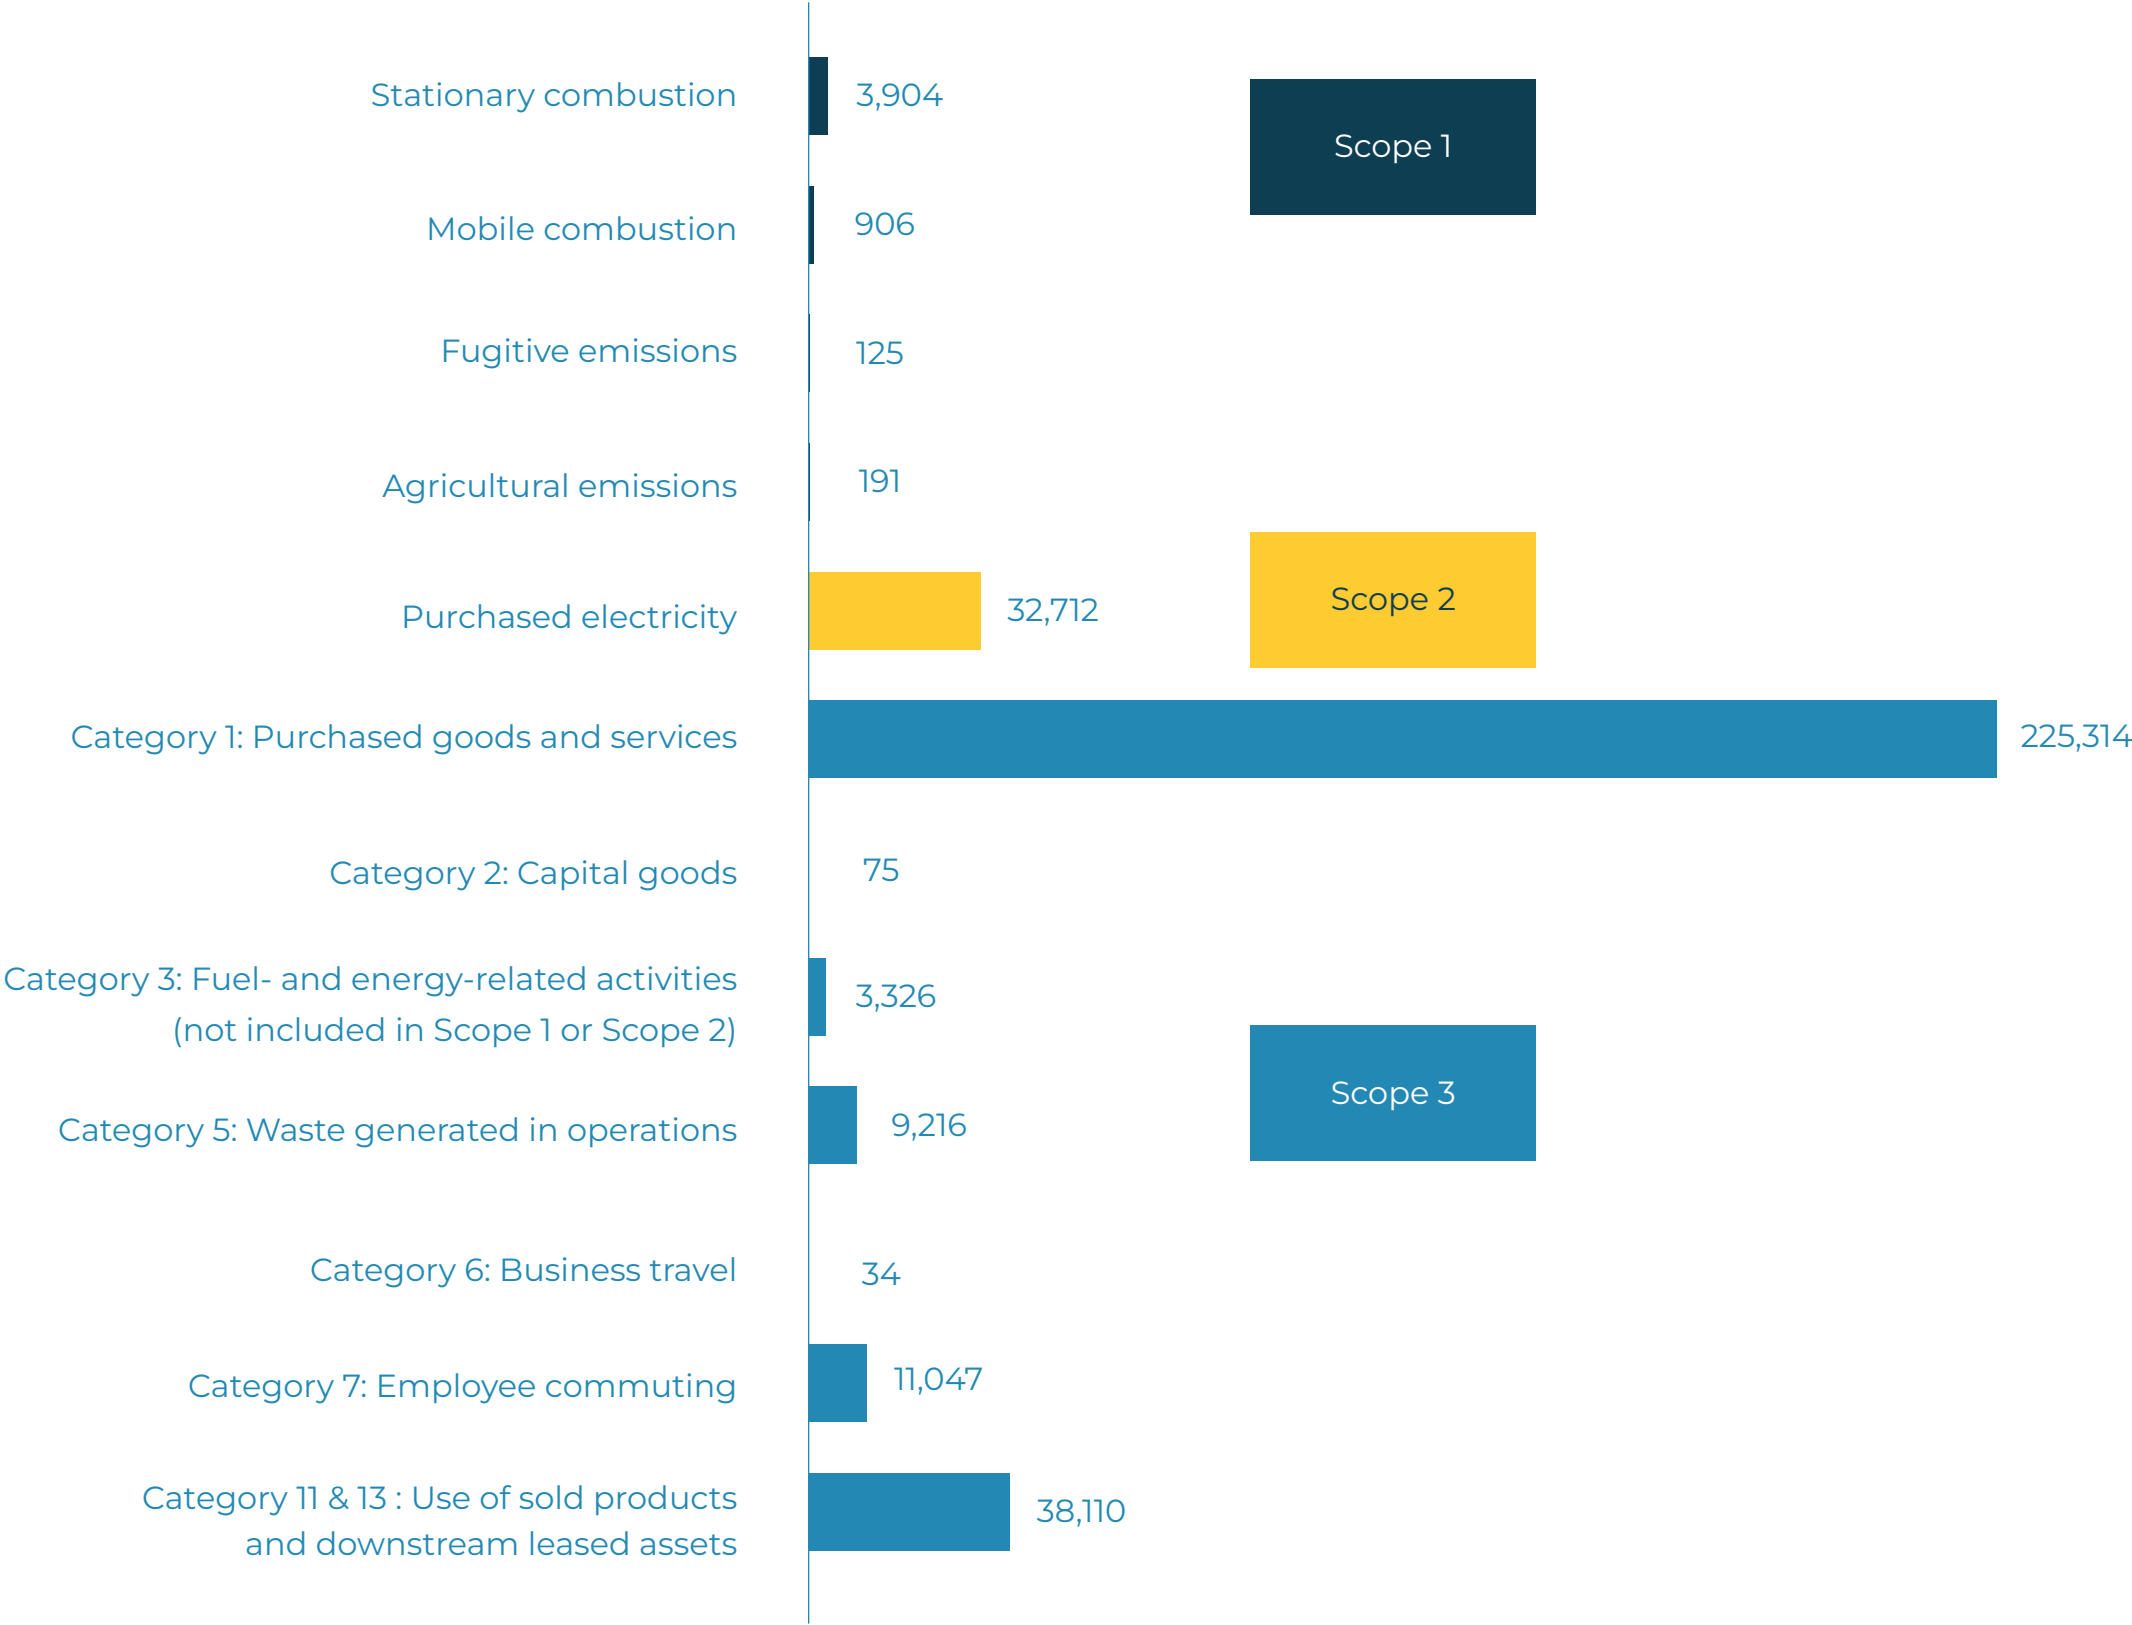 Stationary combustion
3,904
Scope 1
Mobile combustion
906
Fugitive emissions
125
Agricultural emissions
191
Purchased electricity
32,712
Scope 2
Category 1: Purchased goods and services
225,314
Category 2: Capital goods
75
Category 3: Fuel- and energy-related activities
(not included in Scope 1 or Scope 2)
3,326
Scope 3
Category 5: Waste generated in operations
9,216
Category 6: Business travel
34
Category 7: Employee commuting
11,047
Category 11 & 13 : Use of sold products
and downstream leased assets
38,110